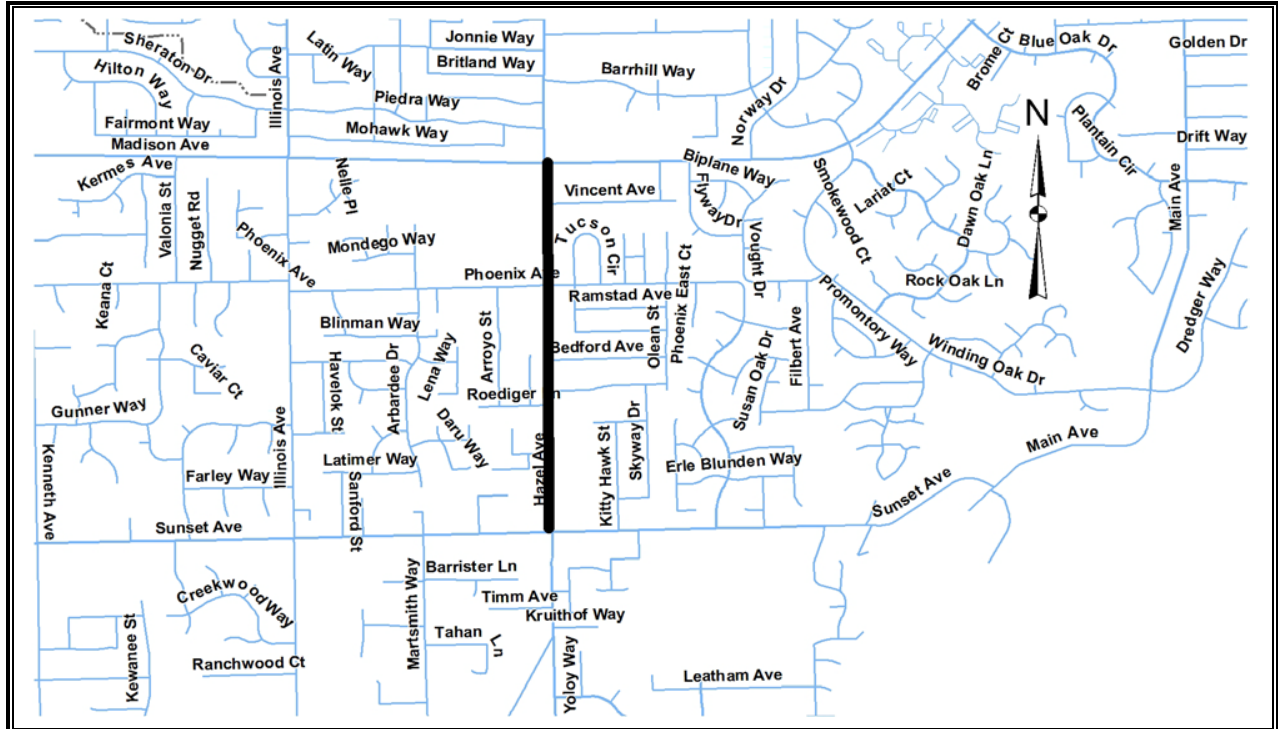 Jonnie Way
Britland Way
Latin Way
Sheraton Dr
Hilton Way
Illinois Ave
Piedra Way
Fairmont Way
Mohawk Way
Madison Ave
Barrhill Way
Norway Dr
Brome Ct
Blue Oak Dr
Golden Dr
N
Plantain Cir
Drift Way
Kermes Ave
Valonia St
Nugget Rd
Nelle Pl
Vincent Ave
Biplane Way
Flyway Dr
Smokewood Ct
Lariat Ct
Dawn Oak Ln
Main Ave
Phoenix Ave
Mondego Way
Tucson Cir
Vought Dr
Phoenix Ave
Keana Ct
Ramstad Ave
Phoenix East Ct
Rock Oak Ln
Dredger Way
Blinman Way
Arroyo St
Olean St
Filbert Ave
Promontory Way
Bedford Ave
Caviar Ct
Havelok St
Arbardee Dr
Lena Way
Susan Oak Dr
Winding Oak Dr
Roediger Ln
Gunner Way
Illinois Ave
Daru Way
Skyway Dr
Main Ave
Kenneth Ave
Farley Way
Latimer Way
Hazel Ave
Kitty Hawk St
Erle Blunden Way
Sunset Ave
Sanford St
Sunset Ave
Creekwood Way
Martsmith Way
Barrister Ln
Timm Ave
Kruithof Way
Kewanee St
Tahan Ln
Ranchwood Ct
Yoloy Way
Leatham Ave